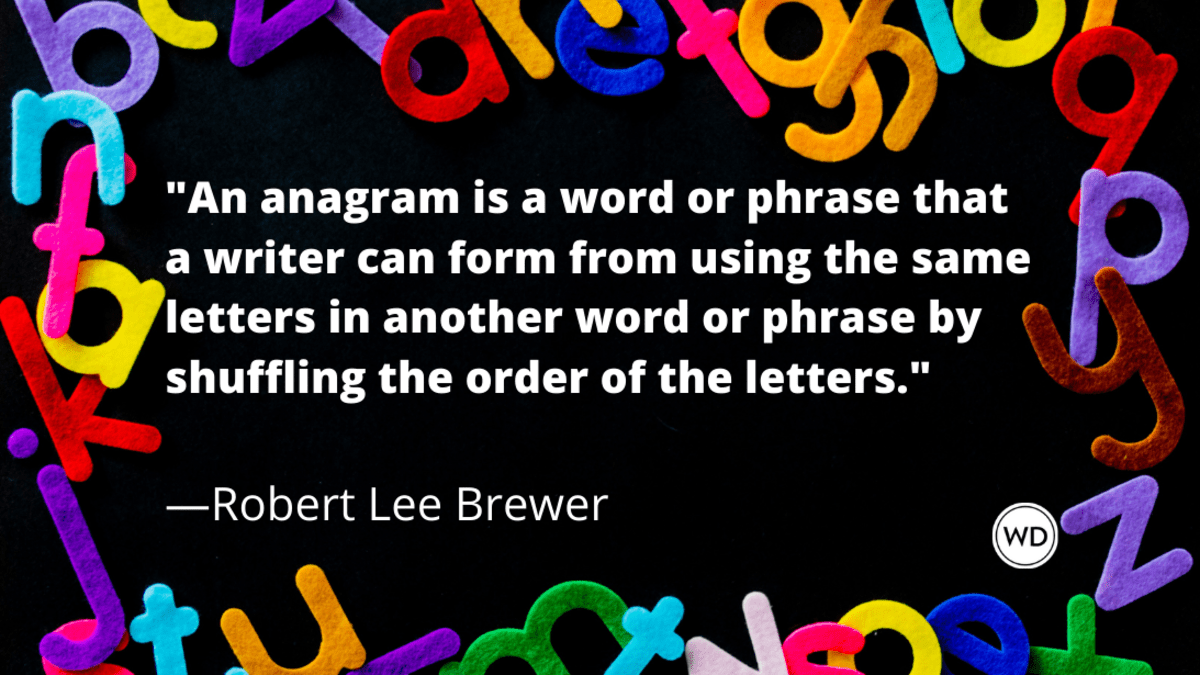 "An anagram is a word or phrase that
a writer can form from using the same
letters in another word or phrase by
shuffling the order of the letters."
—Robert Lee Brewer
WD